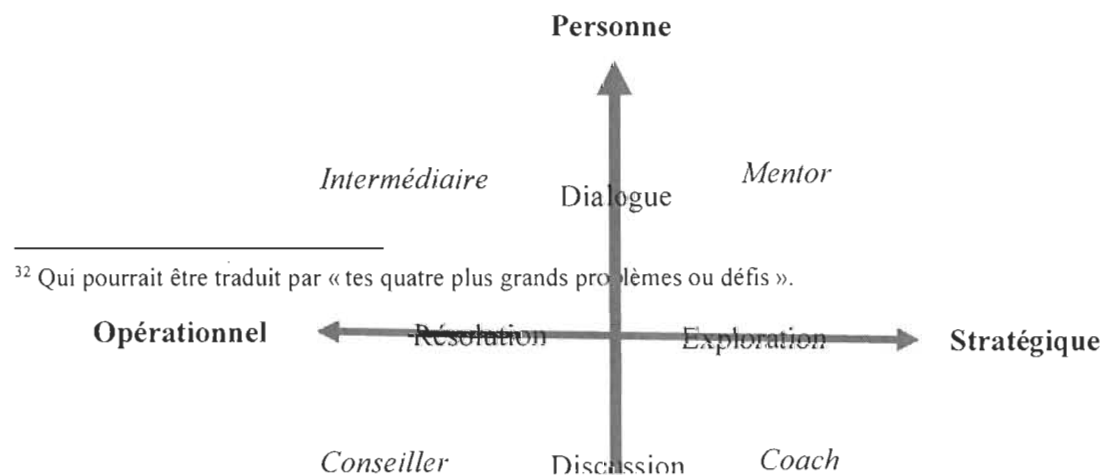 Personne
Intermédiaire
Mentor
Dialogue
32 Qui pourrait être traduit par « tes quatre plus grands problèmes ou défis ».
Opérationnel
Résolution
Exploration
Stratégique
Conseiller
Discussion
Coach